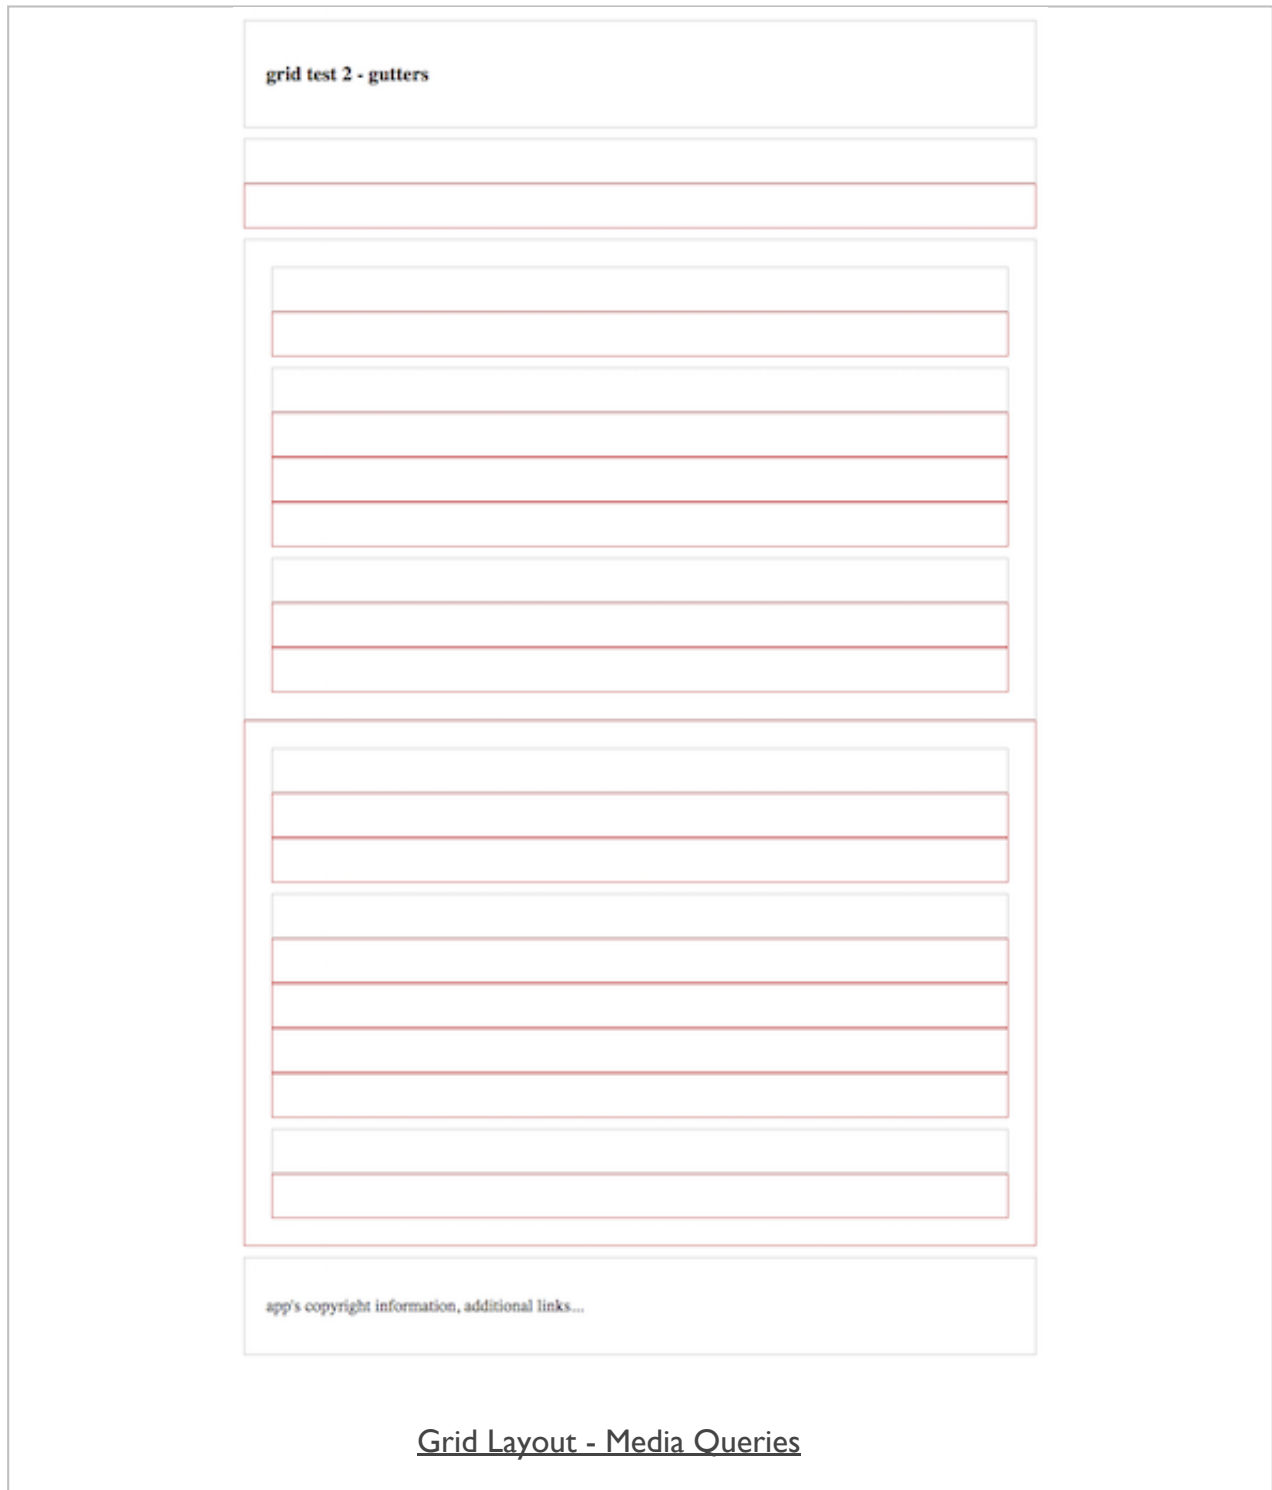 grid test 2 - gutters
app's copyright information, additional links...
Grid Layout - Media Queries